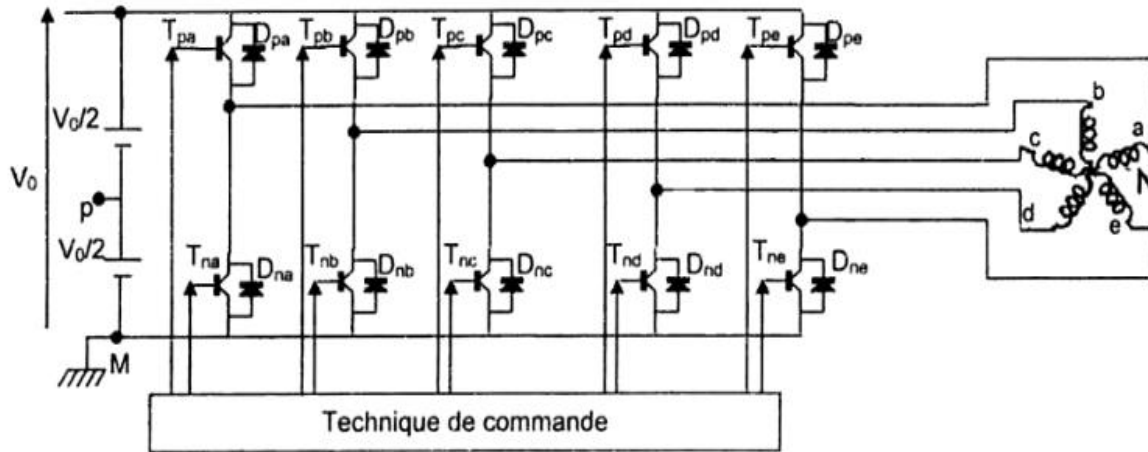 Tpa Dpa Tpb Dpb Tpc Dpc Tpd Dpd Tpe Dpe
V0/2
V0
p
V0/2
b
c a
N
d e
Tna Dna Tnb Dnb Tnc Dnc Tnd Dnd Tne Dne
M
Technique de commande